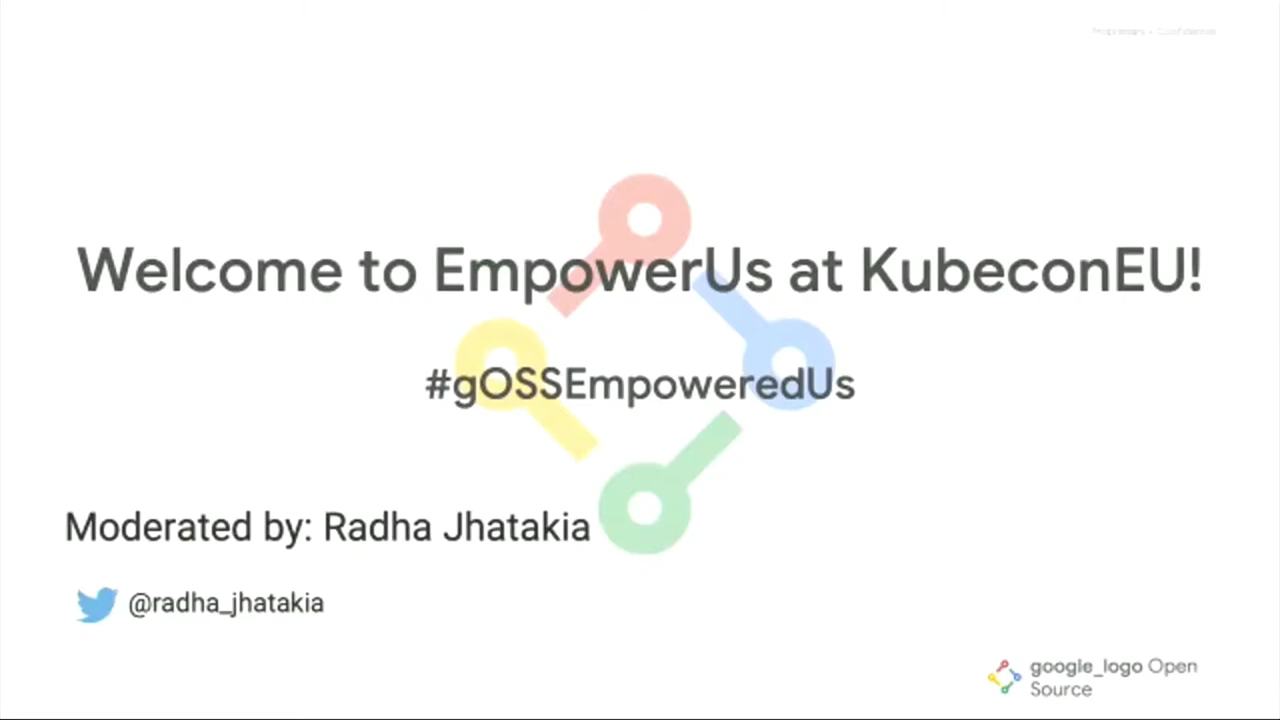 Welcome to EmpowerUs at KubeconEU!
#gOSSEmpoweredUs
Moderated by: Radha Jhatakia
@radha_jhatakia
google_logo Open
Source